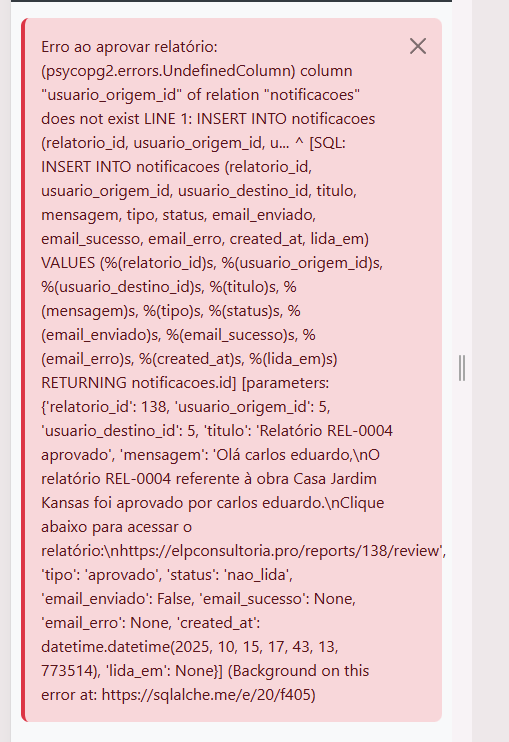 Erro ao aprovar relatório:
(psycopg2.errors.UndefinedColumn) column
"usuario_origem_id" of relation "notificacoes"
does not exist LINE 1: INSERT INTO notificacoes
(relatorio_id, usuario_origem_id, u... ^ [SQL:
INSERT INTO notificacoes (relatorio_id,
usuario_origem_id, usuario_destino_id, titulo,
mensagem, tipo, status, email_enviado,
email_sucesso, email_erro, created_at, lida_em)
VALUES (%(relatorio_id)s, %(usuario_origem_id)s,
%(usuario_destino_id)s, %(titulo)s, %
(mensagem)s, %(tipo)s, %(status)s, %
(email_enviado)s, %(email_sucesso)s, %
(email_erro)s, %(created_at)s, %(lida_em)s)
RETURNING notificacoes.id] [parameters:
{'relatorio_id': 138, 'usuario_origem_id': 5,
'usuario_destino_id': 5, 'titulo': 'Relatório REL-0004
aprovado', 'mensagem': 'Olá carlos eduardo,\nO
relatório REL-0004 referente à obra Casa Jardim
Kansas foi aprovado por carlos eduardo.\nClique
abaixo para acessar o
relatório:\nhttps://elpconsultoria.pro/reports/138/review',
'tipo': 'aprovado', 'status': 'nao_lida',
'email_enviado': False, 'email_sucesso': None,
'email_erro': None, 'created_at':
datetime.datetime(2025, 10, 15, 17, 43, 13,
773514), 'lida_em': None}] (Background on this
error at: https://sqlalche.me/e/20/f405)